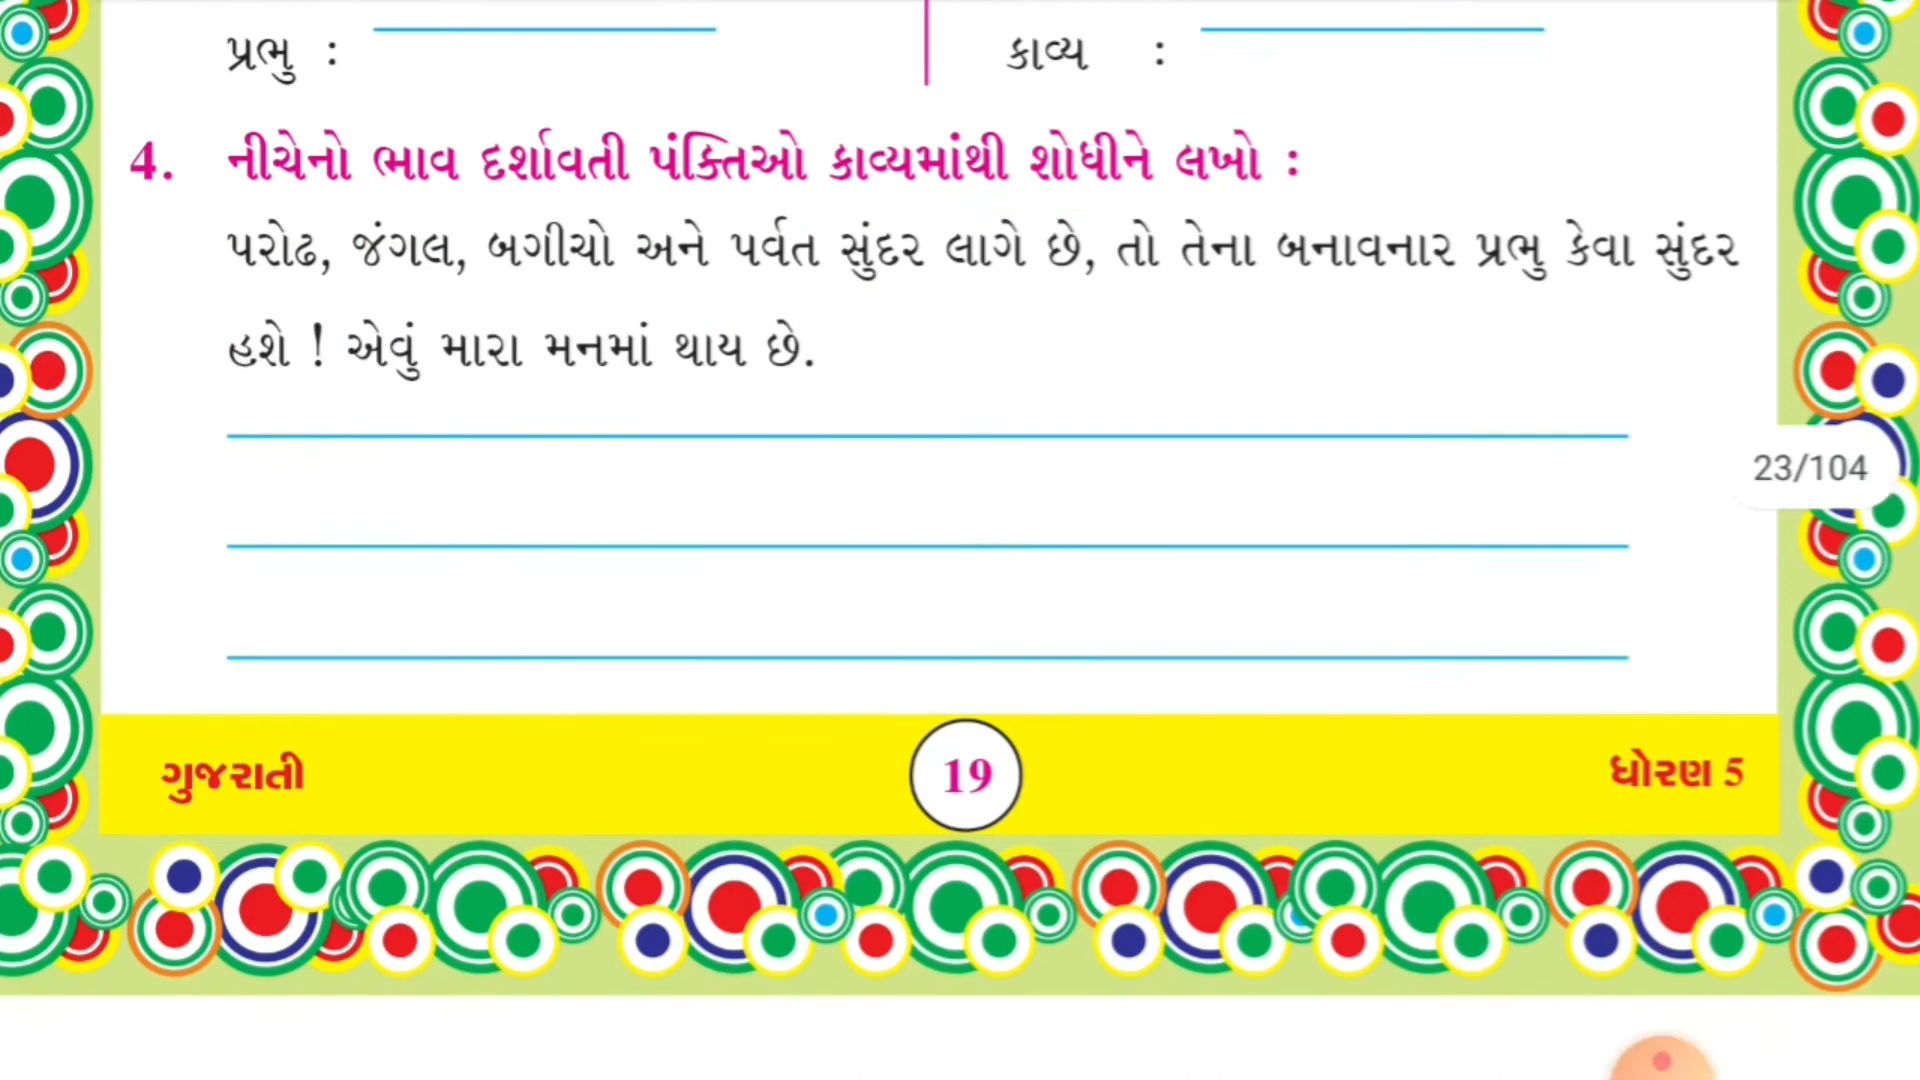 પ્રભુ :
કાવ્ય :
4. નીચેનો ભાવ દર્શાવતી પંક્તિઓ કાવ્યમાંથી શોધીને લખો :
પરોઢ, જંગલ, બગીચો અને પર્વત સુંદર લાગે છે, તો તેના બનાવનાર પ્રભુ કેવા સુંદર
હશે ! એવું મારા મનમાં થાય છે.
23/104
ગુજરાતી
19
ધોરણ 5